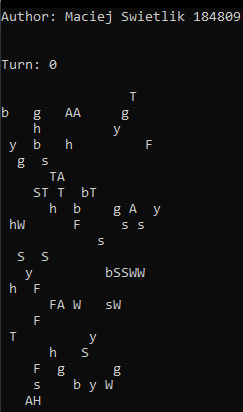 Author: Maciej Swietlik 184809
Turn: 0
                T
b   g   AA     g
    h         y
 y  b   h         F
  g  s
      TA
    ST T  bT
      h  b    g A  y
 hW      F     s s
            s
  S  S
   y         bSSWW
 h  F
      FA W   sW
    F
 T         y
      h   S
    F  g      g
    s    b y W
   AH